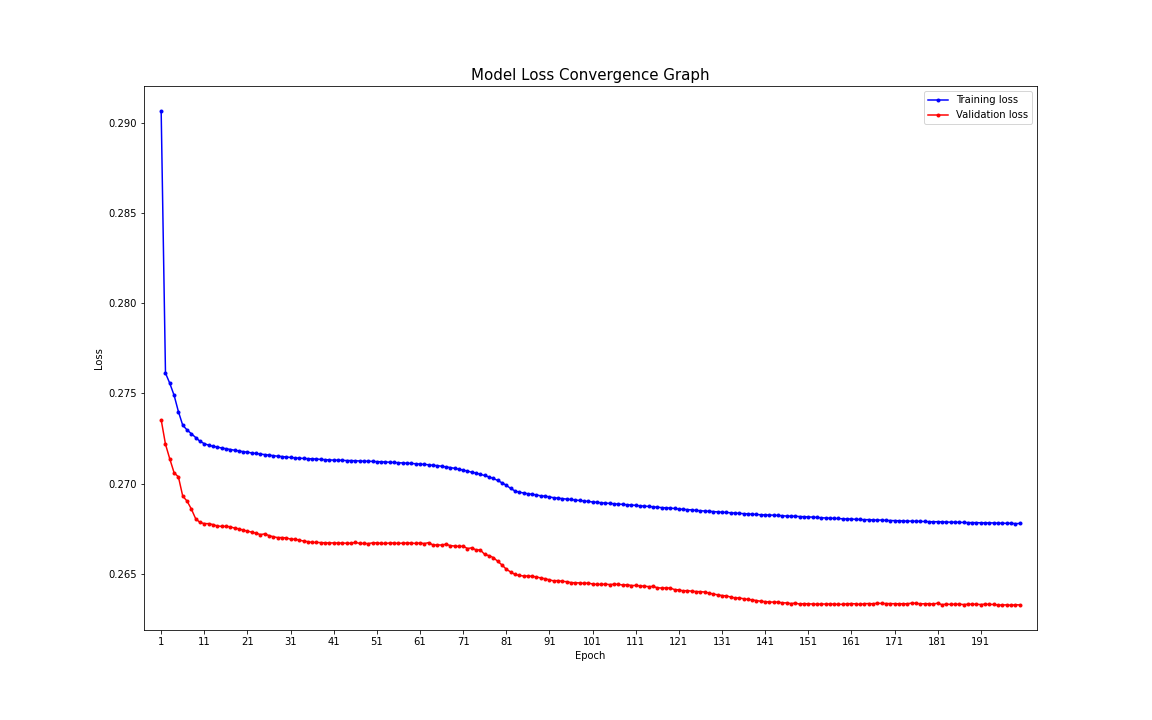 Model Loss Convergence Graph
Training loss
Validation loss
0.290
0.285
0.280
0.275
0.270
0.265
Loss
1 11 21 31 41 51 61 71 81 91 101 111 121 131 141 151 161 171 181 191
Epoch